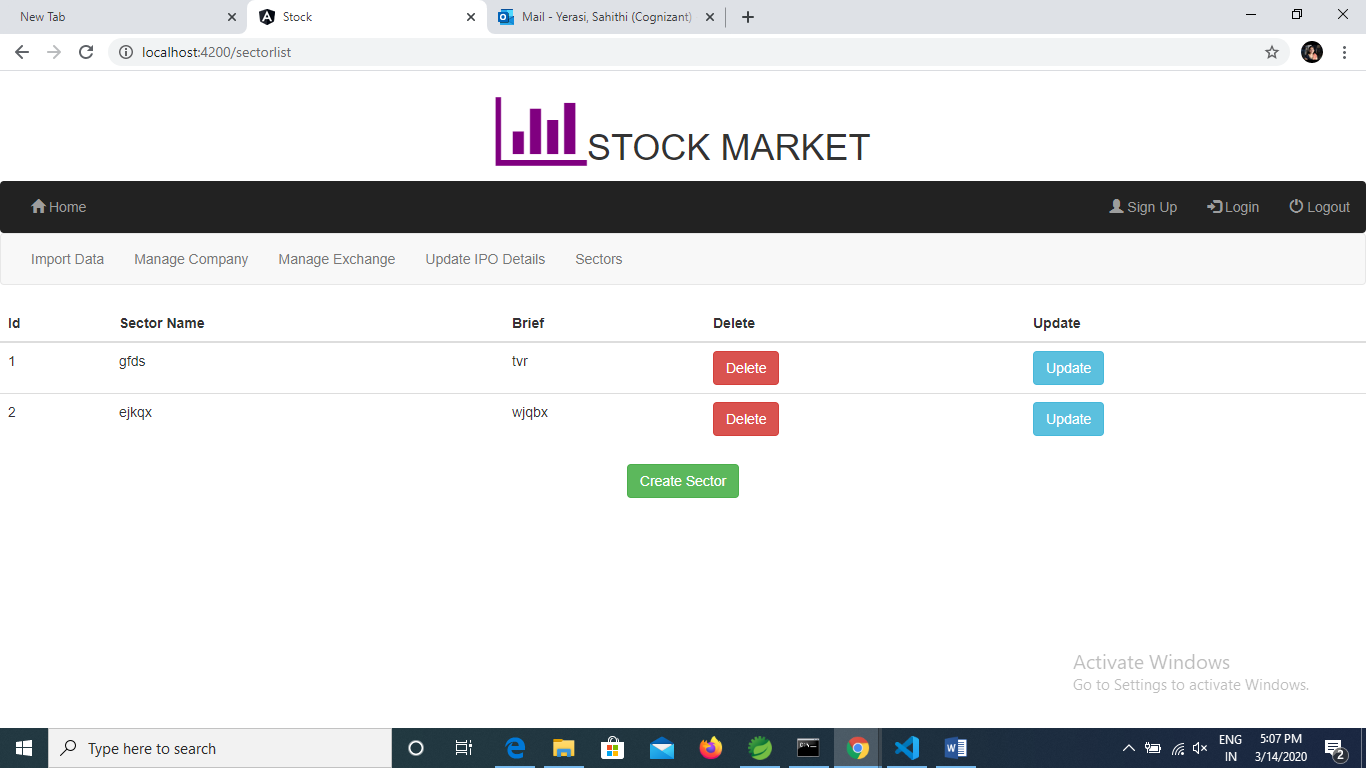 New Tab
Stock
Mail - Yerasi, Sahithi (Cognizant)
localhost:4200/sectorlist
STOCK MARKET
Home
Sign Up
Login
Logout
Import Data
Manage Company
Manage Exchange
Update IPO Details
Sectors
Id
Sector Name
Brief
Delete
Update
1
gfds
tvr
Delete
Update
2
ejkqx
wjqbx
Delete
Update
Create Sector
Activate Windows
Go to Settings to activate Windows.
Type here to search
ENG
IN
5:07 PM
3/14/2020
2